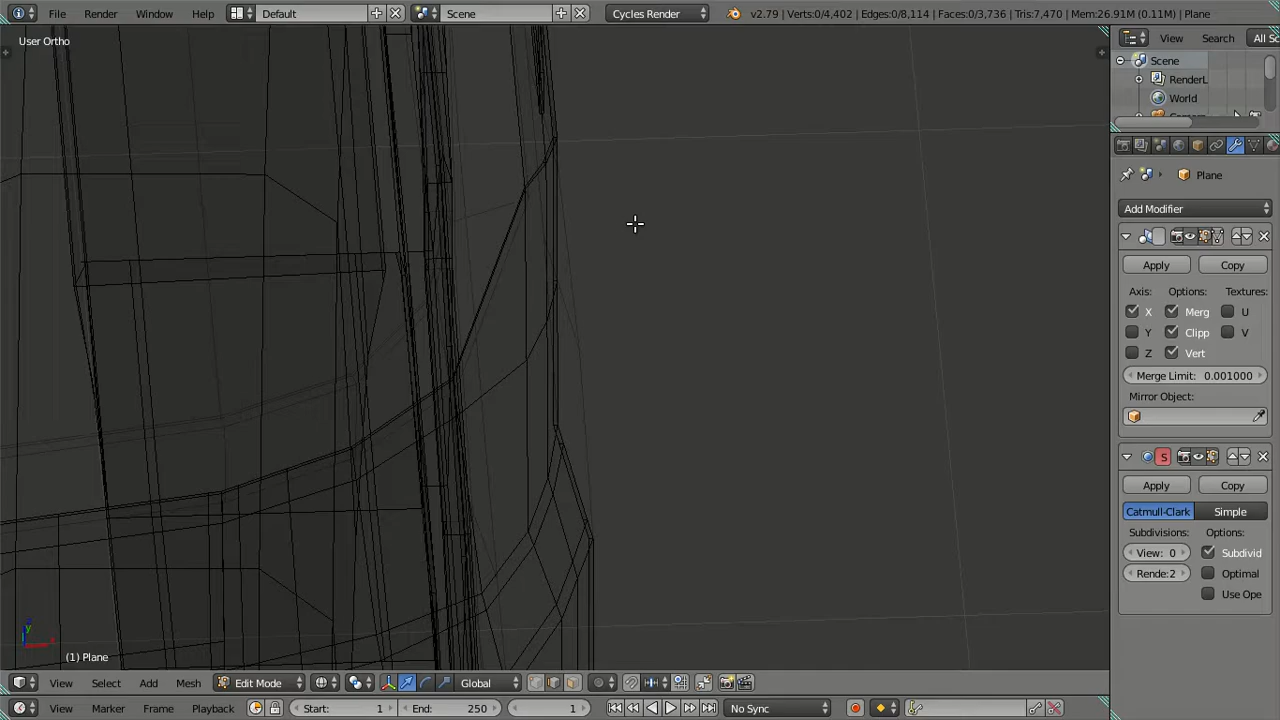 File Render Window Help Default Scene Cycles Render v2.79 | Verts:0/4,402 | Edges:0/8,114 | Faces:0/3,736 | Tris:7,470 | Mem:26.91M (0.11M) | Plane
User Ortho
View Search All Sc
Scene
RenderL
World
Plane
Add Modifier
Apply Copy
Axis: Options: Textures:
X Merg U
Y Clipp V
Z Vert
Merge Limit: 0.001000
Mirror Object:
S
Apply Copy
Catmull-Clark Simple
Subdivisions: Options:
View: 0 Subdivid
Rende:2 Optimal
Use Ope
y
(1) Plane
View Select Add Mesh Edit Mode Global
View Marker Frame Playback Start: 1 End: 250 1 No Sync